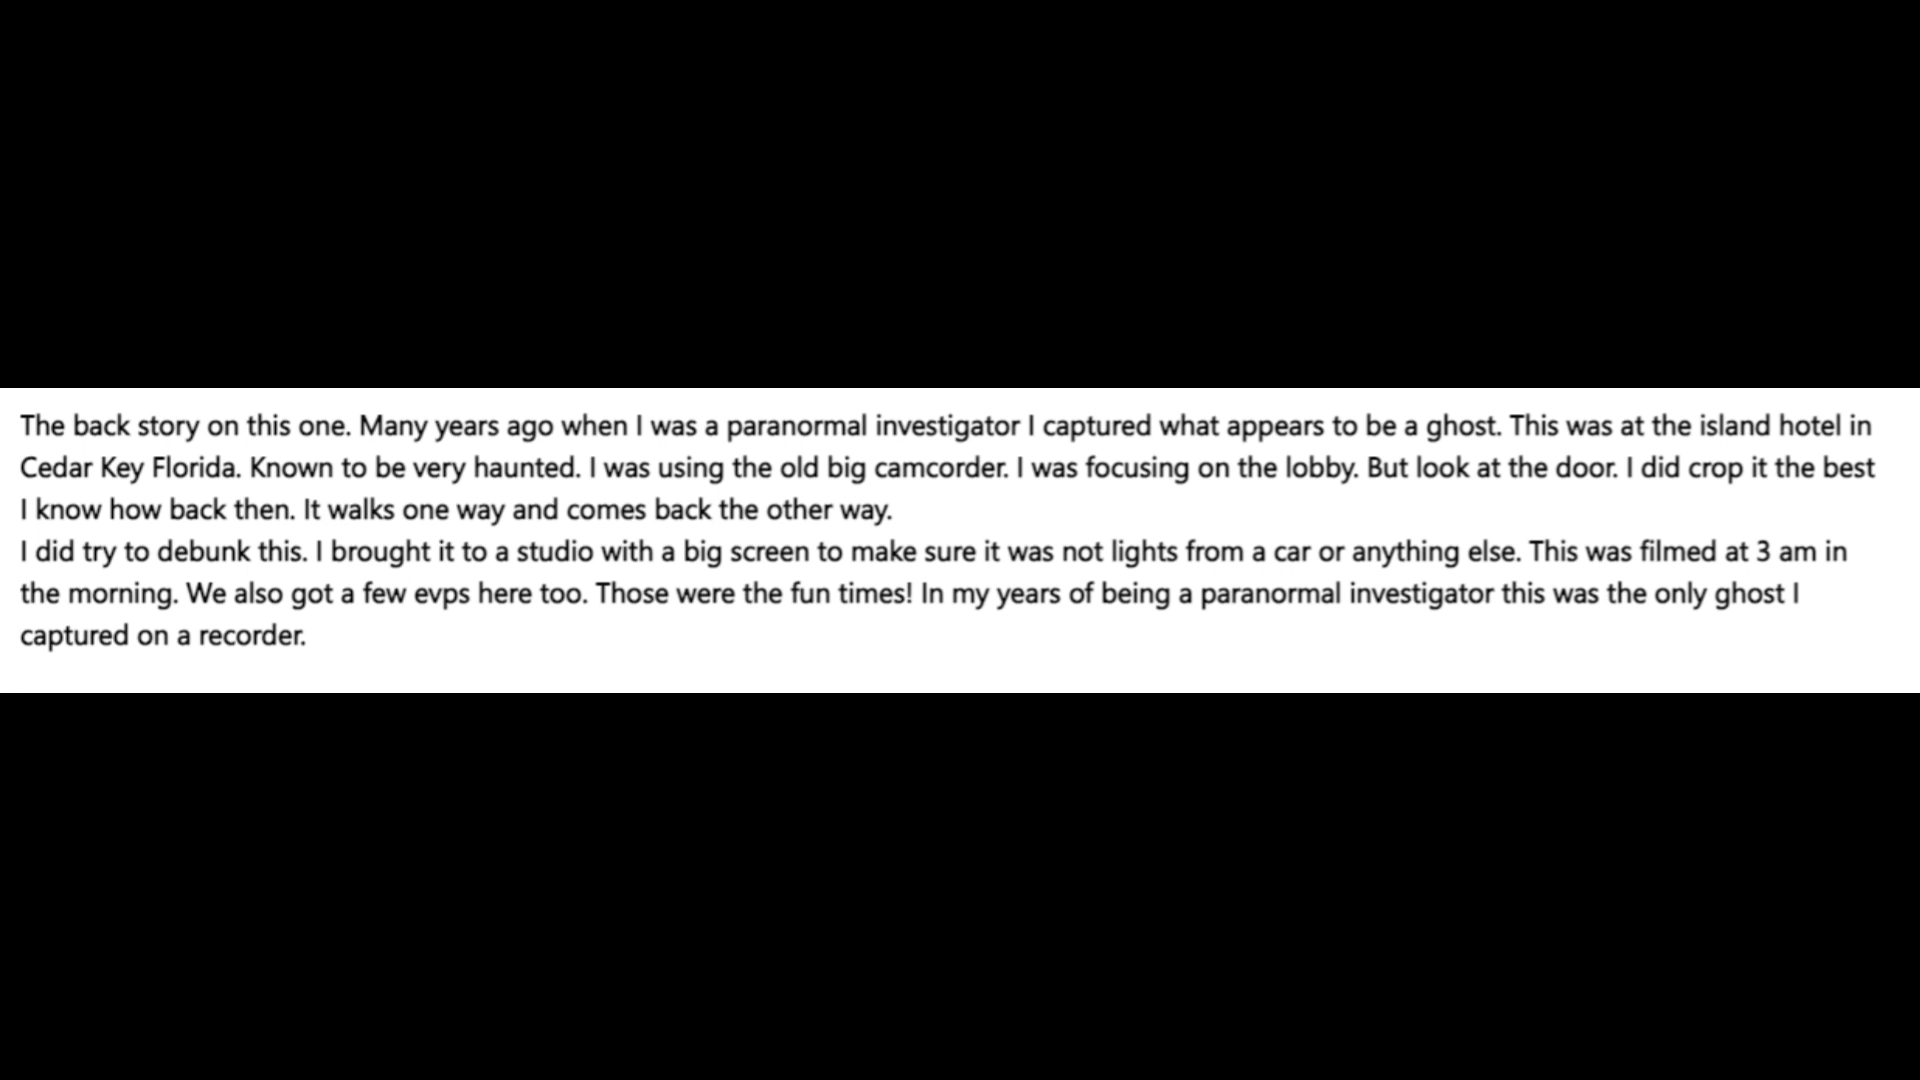 The back story on this one. Many years ago when I was a paranormal investigator I captured what appears to be a ghost. This was at the island hotel in
Cedar Key Florida. Known to be very haunted. I was using the old big camcorder. I was focusing on the lobby. But look at the door. I did crop it the best
I know how back then. It walks one way and comes back the other way.
I did try to debunk this. I brought it to a studio with a big screen to make sure it was not lights from a car or anything else. This was filmed at 3 am in
the morning. We also got a few evps here too. Those were the fun times! In my years of being a paranormal investigator this was the only ghost I
captured on a recorder.